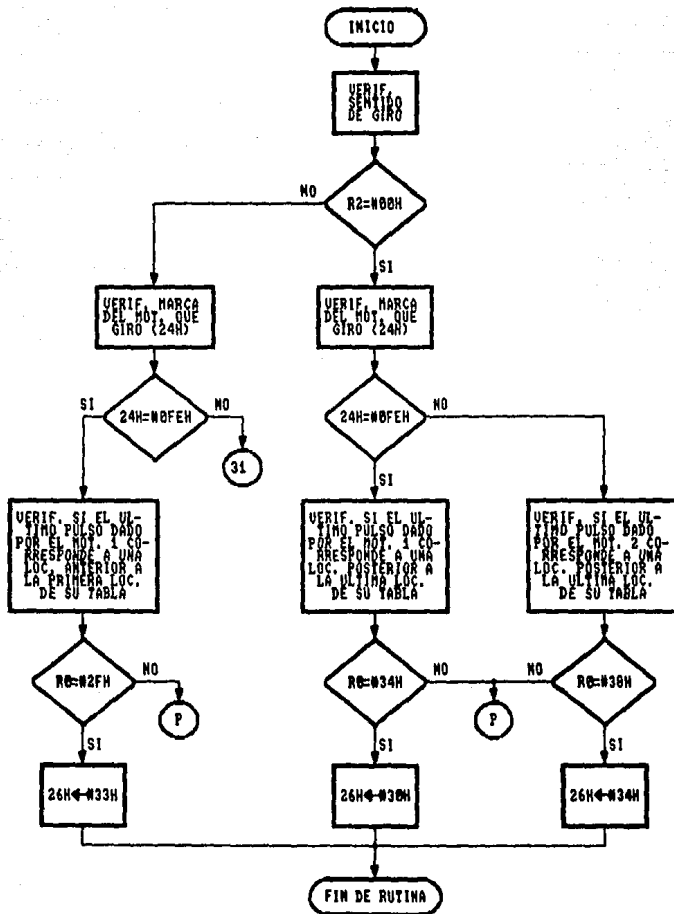 INICIO
VERIF.
SENTIDO
DE GIRO
NO
R2=#00H
SI
VERIF. MARCA
DEL MOT. QUE
GIRO (24H)
VERIF. MARCA
DEL MOT. QUE
GIRO (24H)
SI
24H=#0FEH
NO
31
24H=#0FEH
NO
SI
VERIF. SI EL UL-
TIMO PULSO DADO
POR EL MOT. 1 CO-
RRESPONDE A UNA
LOC. ANTERIOR A
LA PRIMERA LOC.
DE SU TABLA
VERIF. SI EL UL-
TIMO PULSO DADO
POR EL MOT. 1 CO-
RRESPONDE A UNA
LOC. POSTERIOR A
LA ULTIMA LOC.
DE SU TABLA
VERIF. SI EL UL-
TIMO PULSO DADO
POR EL MOT. 2 CO-
RRESPONDE A UNA
LOC. POSTERIOR A
LA ULTIMA LOC.
DE SU TABLA
R0=#2FH
NO
P
SI
R0=#34H
NO
P
SI
NO
R0=#38H
SI
26H←#33H
26H←#30H
26H←#34H
FIN DE RUTINA